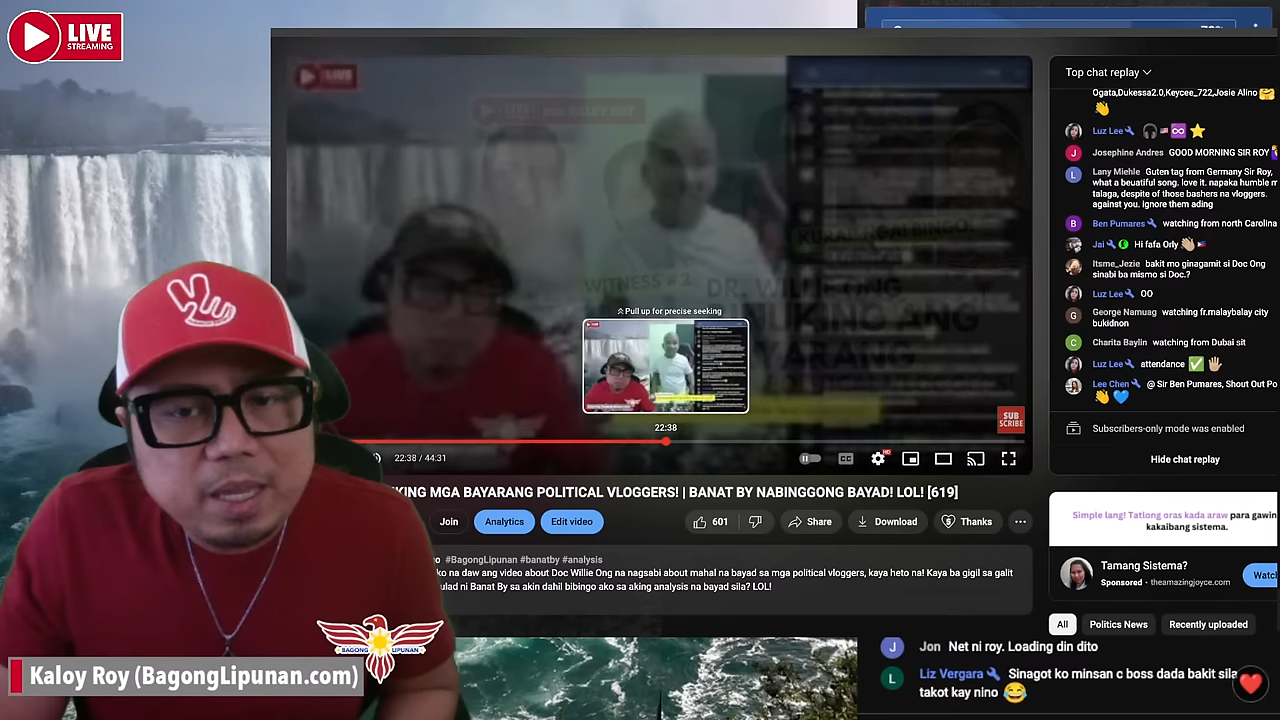 LIVE
STREAMING
Top chat replay
Ogata,Dukessa2.0,Keycee_722,Josie Alino
Luz Lee
Josephine Andres GOOD MORNING SIR ROY
Lany Miehle Guten tag from Germany Sir Roy,
what a beutiful song. love it. napaka humble m
talaga, despite of those bashers na vloggers.
against you. Ignore them ading
Ben Pumares watching from north Carolina
Jai Hi fafa Orly
Itsme_Jezie bakit mo ginagamit si Doc Ong
sinabi ba mismo si Doc.?
Luz Lee OO
George Namuag watching fr.malaybalay city
bukidnon
Charita Baylin watching from Dubai sit
Luz Lee attendance
Lee Chen @Sir Ben Pumares, Shout Out Po
Subscribers-only mode was enabled
Hide chat replay
LIVE
WITNESS # 2
DR. WILLIE ONG
Pull up for precise seeking
22:38
SUB
SCRIBE
22:38 / 44:31
CC
HD
KING MGA BAYARANG POLITICAL VLOGGERS! | BANAT BY NABINGGONG BAYAD! LOL! [619]
Join
Analytics
Edit video
601
Share
Download
Thanks
#BagongLipunan #banatby #analysis
ko na daw ang video about Doc Willie Ong na nagsabi about mahal na bayad sa mga political vloggers, kaya heto na! Kaya ba gigil sa galit
ulad ni Banat By sa akin dahil bibingo ako sa aking analysis na bayad sila? LOL!
Simple lang! Tatlong oras kada araw para gawin
kakaibang sistema.
Tamang Sistema?
Sponsored · theamazingjoyce.com
Watc
All
Politics News
Recently uploaded
Jon Net ni roy. Loading din dito
Liz Vergara Sinagot ko minsan c boss dada bakit sila
takot kay nino
BAGONG LIPUNAN
Kaloy Roy (BagongLipunan.com)